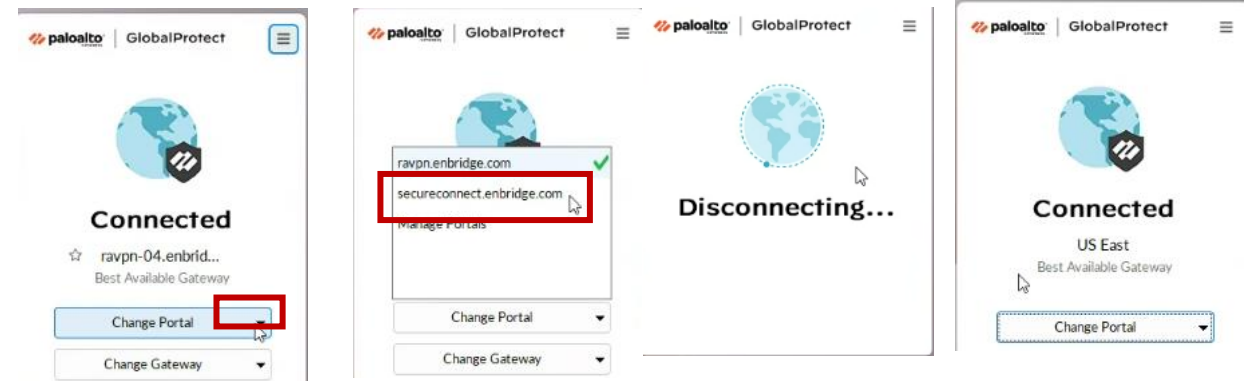 paloalto GlobalProtect
Connected
ravpn-04.enbrid...
Best Available Gateway
Change Portal
Change Gateway
paloalto GlobalProtect
ravpn.enbridge.com
secureconnect.enbridge.com
Manage Portals
Change Portal
Change Gateway
paloalto GlobalProtect
Disconnecting...
paloalto GlobalProtect
Connected
US East
Best Available Gateway
Change Portal